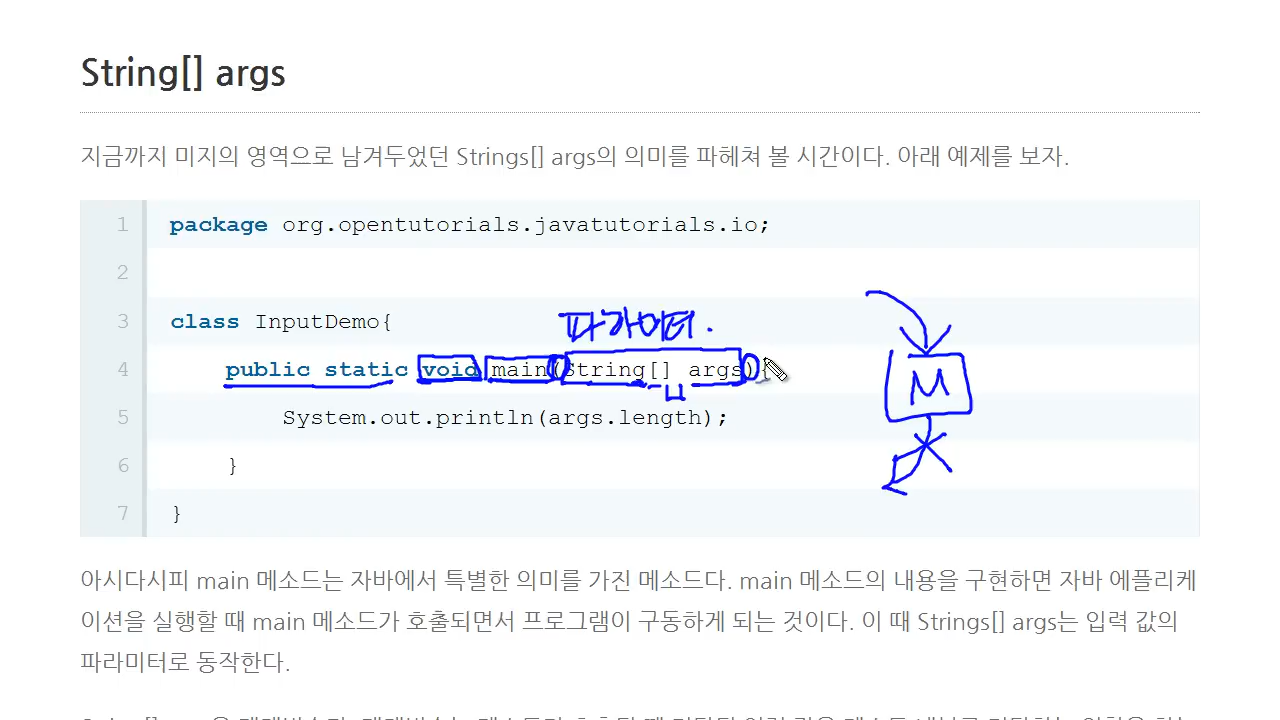 String[] args
지금까지 미지의 영역으로 남겨두었던 Strings[] args의 의미를 파헤쳐 볼 시간이다. 아래 예제를 보자.
1 package org.opentutorials.javatutorials.io;
2
3 class InputDemo{
파라미터.
4 public static void main(String[] args){
5 System.out.println(args.length);
M
6 }
7 }
아시다시피 main 메소드는 자바에서 특별한 의미를 가진 메소드다. main 메소드의 내용을 구현하면 자바 애플리케
이션을 실행할 때 main 메소드가 호출되면서 프로그램이 구동하게 되는 것이다. 이 때 Strings[] args는 입력 값의
파라미터로 동작한다.